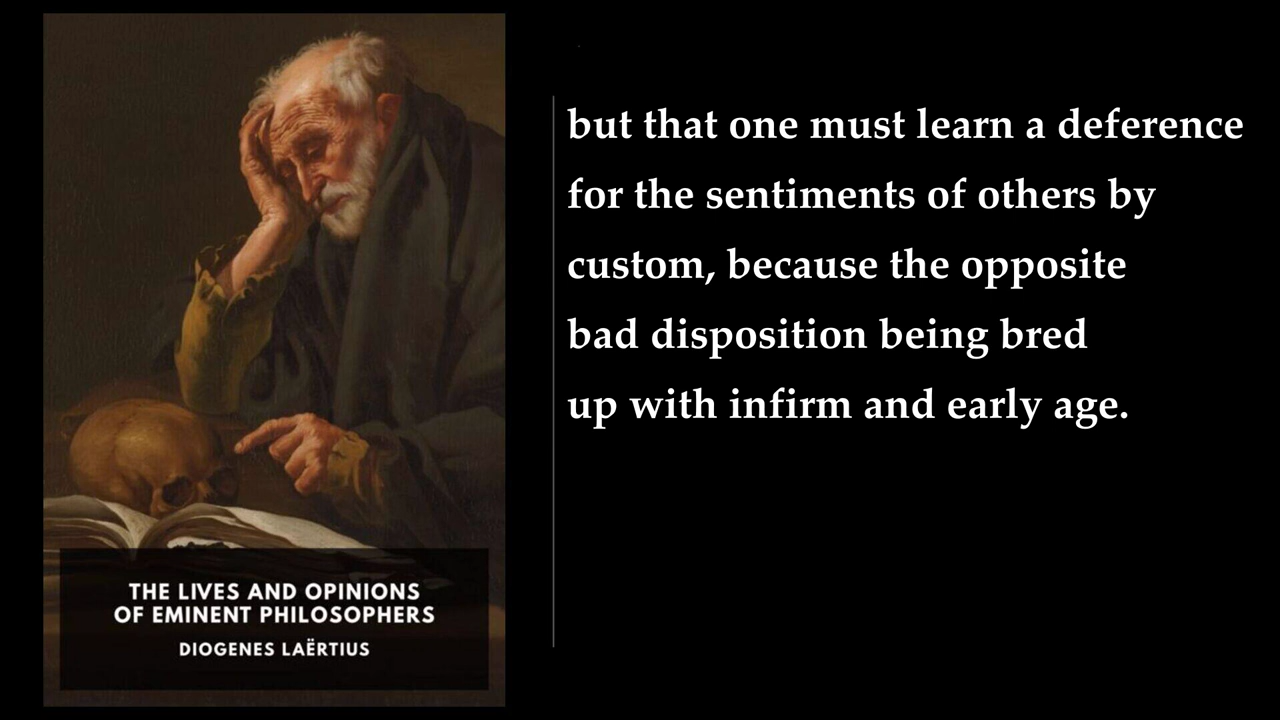 but that one must learn a deference
for the sentiments of others by
custom, because the opposite
bad disposition being bred
up with infirm and early age.
THE LIVES AND OPINIONS
OF EMINENT PHILOSOPHERS
DIOGENES LAËRTIUS